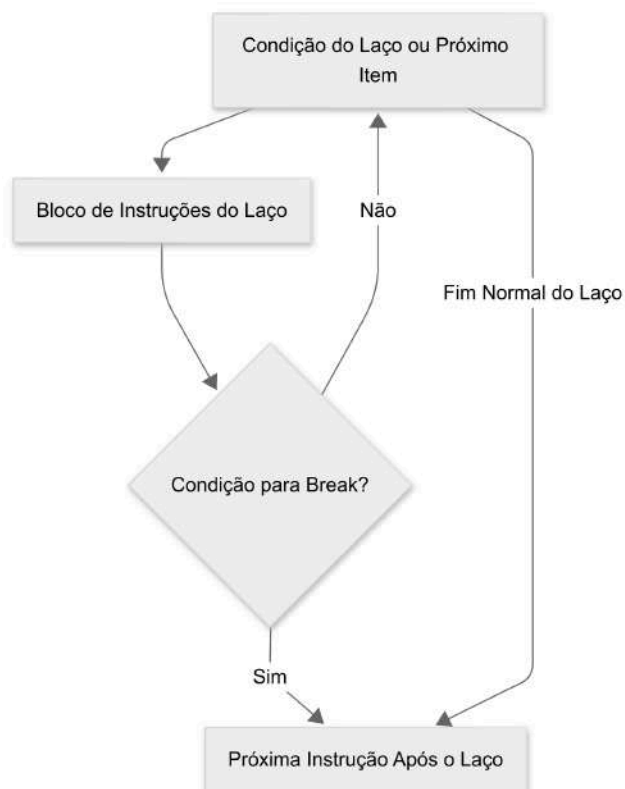 Condição do Laço ou Próximo
Item
Bloco de Instruções do Laço
Não
Fim Normal do Laço
Condição para Break?
Sim
Próxima Instrução Após o Laço